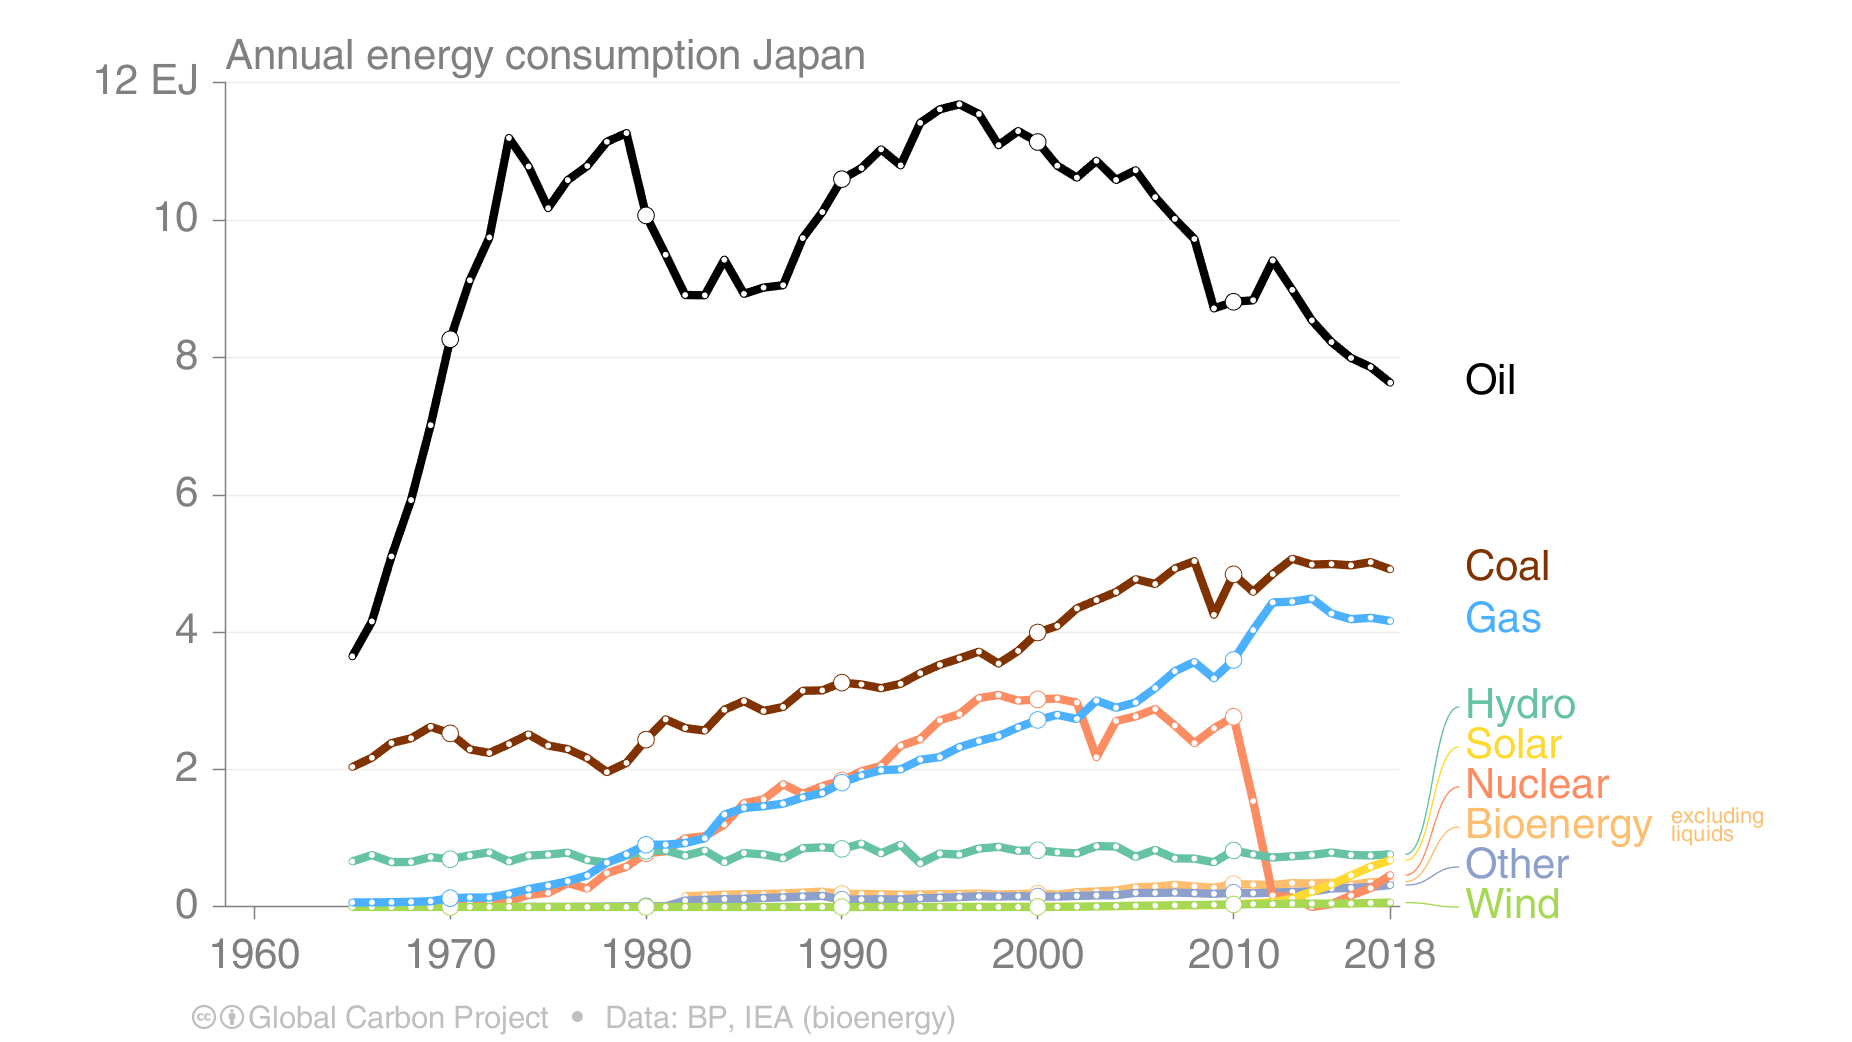 Annual energy consumption Japan
12 EJ
10
8
6
4
2
0
1960 1970 1980 1990 2000 2010 2018
Oil
Coal
Gas
Hydro
Solar
Nuclear
Bioenergy excluding liquids
Other
Wind
cc Global Carbon Project • Data: BP, IEA (bioenergy)